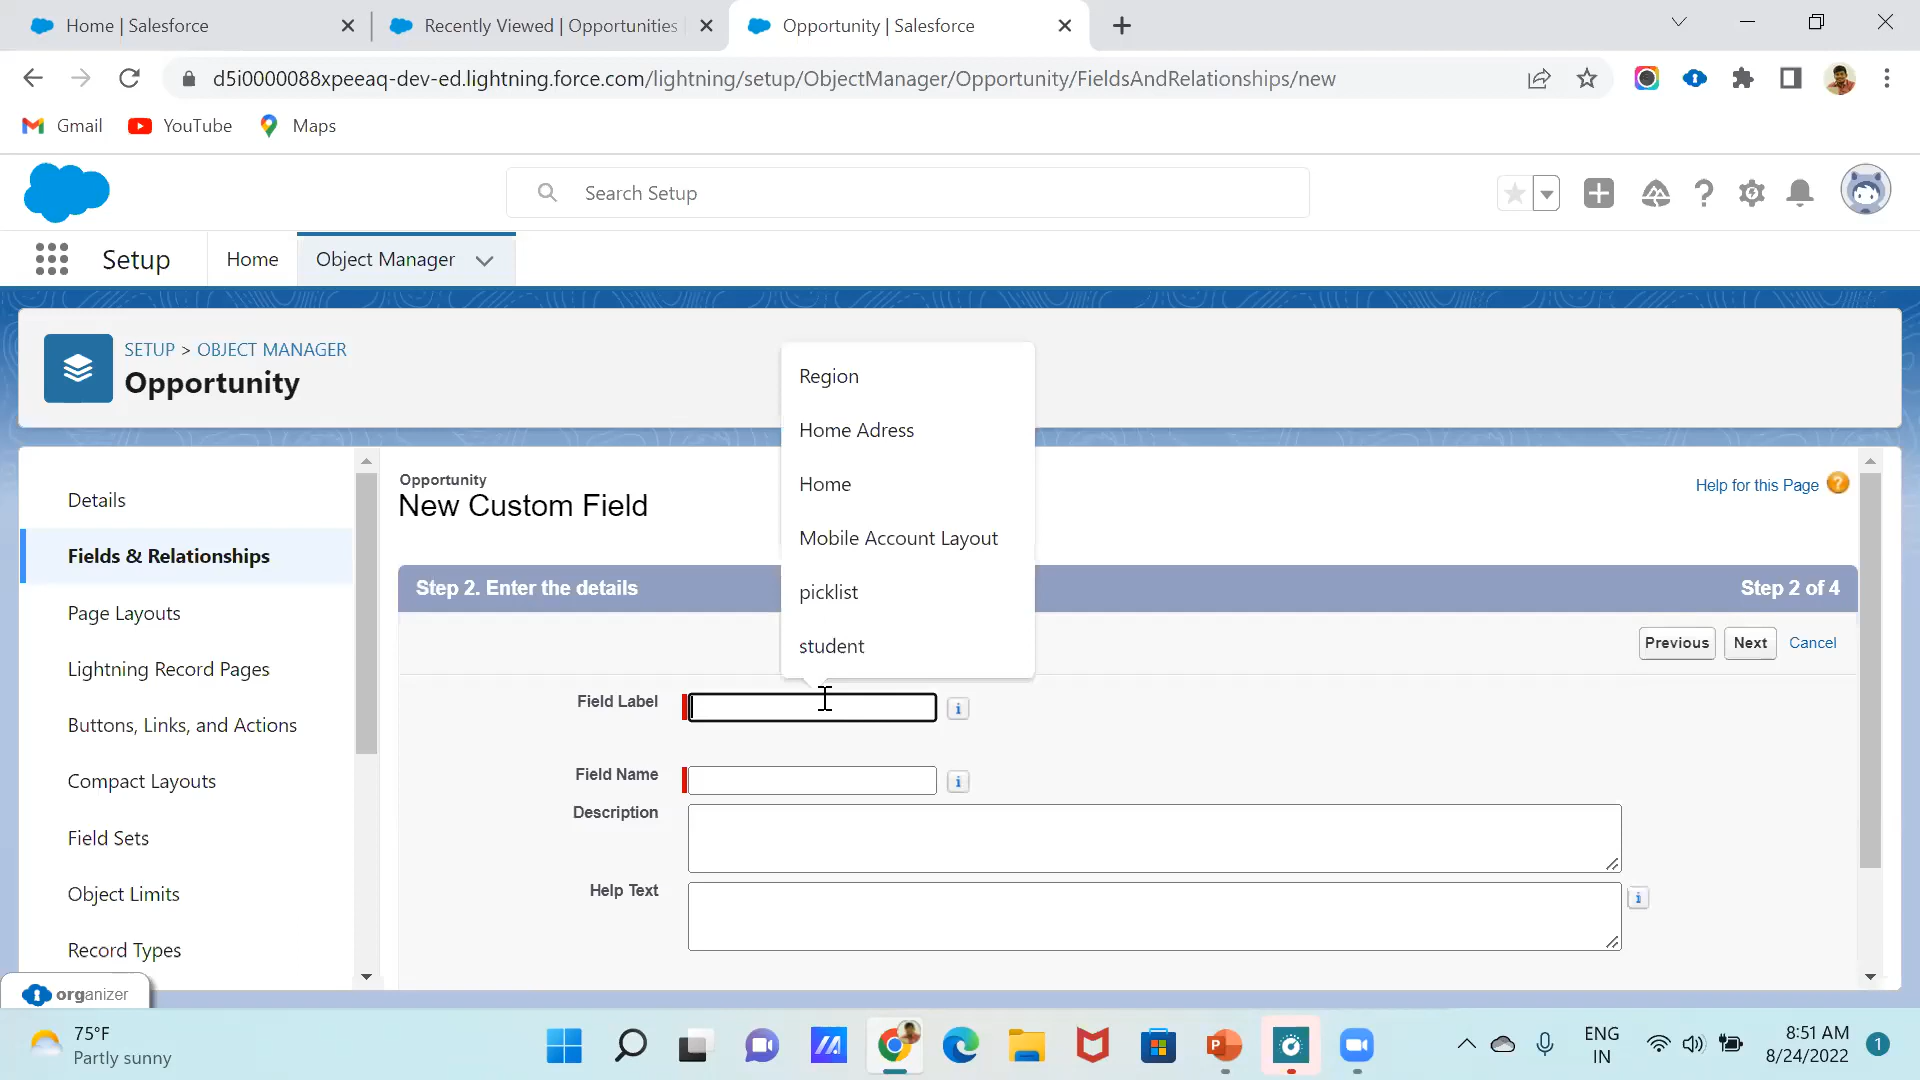 Home | Salesforce
Recently Viewed | Opportunities
Opportunity | Salesforce
d5i0000088xpeeaq-dev-ed.lightning.force.com/lightning/setup/ObjectManager/Opportunity/FieldsAndRelationships/new
Gmail
YouTube
Maps
Search Setup
Setup
Home
Object Manager
SETUP > OBJECT MANAGER
Opportunity
Details
Fields & Relationships
Page Layouts
Lightning Record Pages
Buttons, Links, and Actions
Compact Layouts
Field Sets
Object Limits
Record Types
organizer
Opportunity
New Custom Field
Help for this Page
Region
Home Adress
Home
Mobile Account Layout
picklist
student
Step 2. Enter the details
Step 2 of 4
Previous
Next
Cancel
Field Label
Field Name
Description
Help Text
75°F
Partly sunny
ENG
IN
8:51 AM
8/24/2022
1